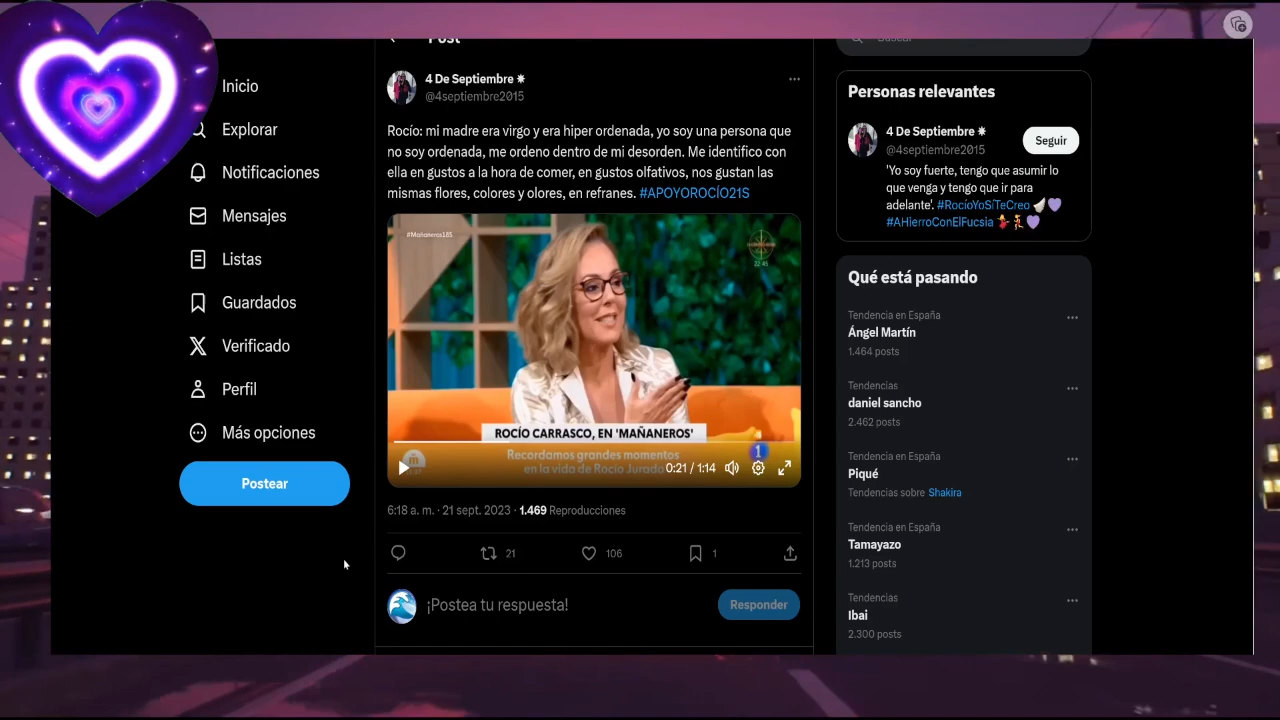 Post
Buscar
Inicio
Explorar
Notificaciones
Mensajes
Listas
Guardados
Verificado
Perfil
Más opciones
Postear
4 De Septiembre
@4septiembre2015
Rocío: mi madre era virgo y era hiper ordenada, yo soy una persona que
no soy ordenada, me ordeno dentro de mi desorden. Me identifico con
ella en gustos a la hora de comer, en gustos olfativos, nos gustan las
mismas flores, colores y olores, en refranes. #APOYOROCÍO21S
#Mañaneros185
22:45
ROCÍO CARRASCO, EN 'MAÑANEROS'
Recordamos grandes momentos
en la vida de Rocío Jurado
1
0:21 / 1:14
6:18 a. m. · 21 sept. 2023 · 1.469 Reproducciones
21
106
1
¡Postea tu respuesta!
Responder
Personas relevantes
4 De Septiembre
@4septiembre2015
Seguir
'Yo soy fuerte, tengo que asumir lo
que venga y tengo que ir para
adelante'. #RocíoYoSíTeCreo
#AHierroConElFucsia
Qué está pasando
Tendencia en España
Ángel Martín
1.464 posts
Tendencias
daniel sancho
2.462 posts
Tendencia en España
Piqué
Tendencias sobre Shakira
Tendencia en España
Tamayazo
1.213 posts
Tendencias
Ibai
2.300 posts